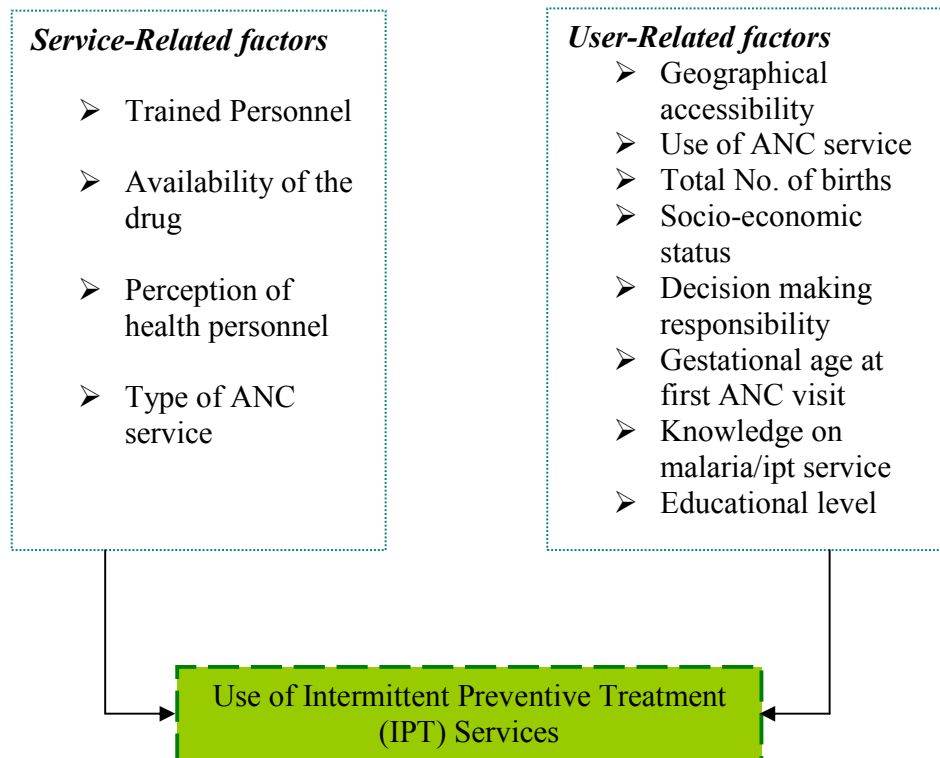 Service-Related factors
➢ Trained Personnel
➢ Availability of the
drug
➢ Perception of
health personnel
➢ Type of ANC
service
User-Related factors
➢ Geographical
accessibility
➢ Use of ANC service
➢ Total No. of births
➢ Socio-economic
status
➢ Decision making
responsibility
➢ Gestational age at
first ANC visit
➢ Knowledge on
malaria/ipt service
➢ Educational level
Use of Intermittent Preventive Treatment
(IPT) Services